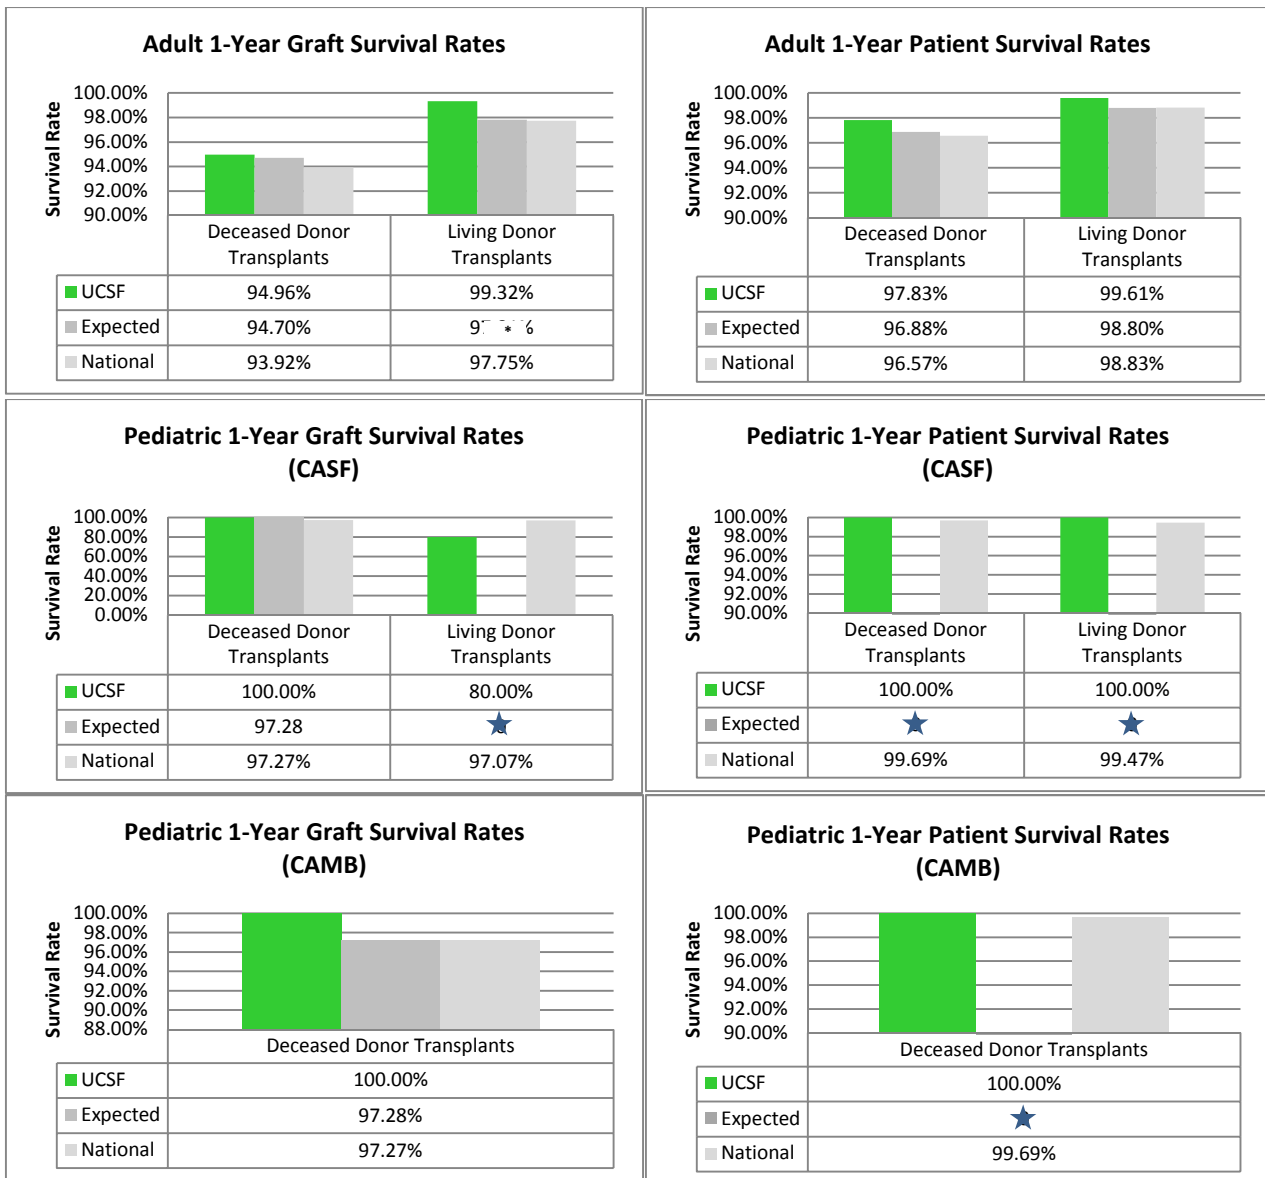 Adult 1-Year Graft Survival Rates
Survival Rate
100.00%
98.00%
96.00%
94.00%
92.00%
90.00%
Deceased Donor Transplants
Living Donor Transplants
UCSF 94.96% 99.32%
Expected 94.70% *
National 93.92% 97.75%
Adult 1-Year Patient Survival Rates
Survival Rate
100.00%
98.00%
96.00%
94.00%
92.00%
90.00%
Deceased Donor Transplants
Living Donor Transplants
UCSF 97.83% 99.61%
Expected 96.88% 98.80%
National 96.57% 98.83%
Pediatric 1-Year Graft Survival Rates
(CASF)
Survival Rate
100.00%
80.00%
60.00%
40.00%
20.00%
0.00%
Deceased Donor Transplants
Living Donor Transplants
UCSF 100.00% 80.00%
Expected 97.28
National 97.27% 97.07%
Pediatric 1-Year Patient Survival Rates
(CASF)
Survival Rate
100.00%
98.00%
96.00%
94.00%
92.00%
90.00%
Deceased Donor Transplants
Living Donor Transplants
UCSF 100.00% 100.00%
Expected
National 99.69% 99.47%
Pediatric 1-Year Graft Survival Rates
(CAMB)
Survival Rate
100.00%
98.00%
96.00%
94.00%
92.00%
90.00%
88.00%
Deceased Donor Transplants
UCSF 100.00%
Expected 97.28%
National 97.27%
Pediatric 1-Year Patient Survival Rates
(CAMB)
Survival Rate
100.00%
98.00%
96.00%
94.00%
92.00%
90.00%
Deceased Donor Transplants
UCSF 100.00%
Expected
National 99.69%